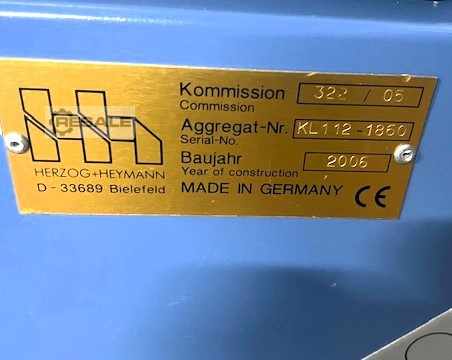 Kommission 322 / 05
Commission
Aggregat-Nr. KL112-1860
Serial-No.
Baujahr 2006
Year of construction
MADE IN GERMANY CE
RESALE
HERZOG+HEYMANN
D - 33689 Bielefeld